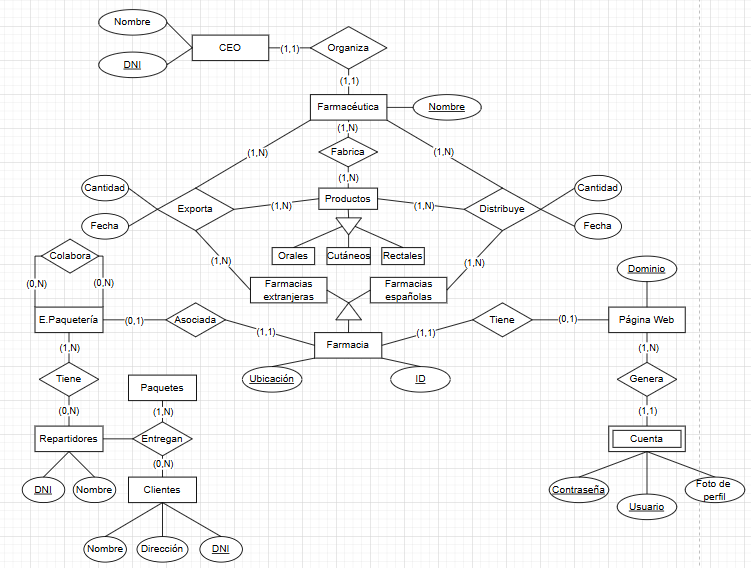 Nombre
CEO
(1,1)
Organiza
DNI
(1,1)
Farmacéutica
Nombre
(1,N)
(1,N)
Fabrica
(1,N)
(1,N)
Cantidad
Productos
Cantidad
Exporta
(1,N)
(1,N)
Distribuye
Fecha
Fecha
Colabora
Orales
Cutáneos
Rectales
(1,N)
(1,N)
Dominio
(0,N)
(0,N)
Farmacias
extranjeras
Farmacias
españolas
E.Paquetería
(0,1)
Asociada
(1,1)
(1,1)
Tiene
(0,1)
Página Web
Farmacia
(1,N)
(1,N)
Tiene
Ubicación
ID
Genera
Paquetes
(0,N)
(1,N)
(1,1)
Repartidores
Entregan
Cuenta
(0,N)
DNI
Nombre
Clientes
Contraseña
Foto de
perfil
Usuario
Nombre
Dirección
DNI